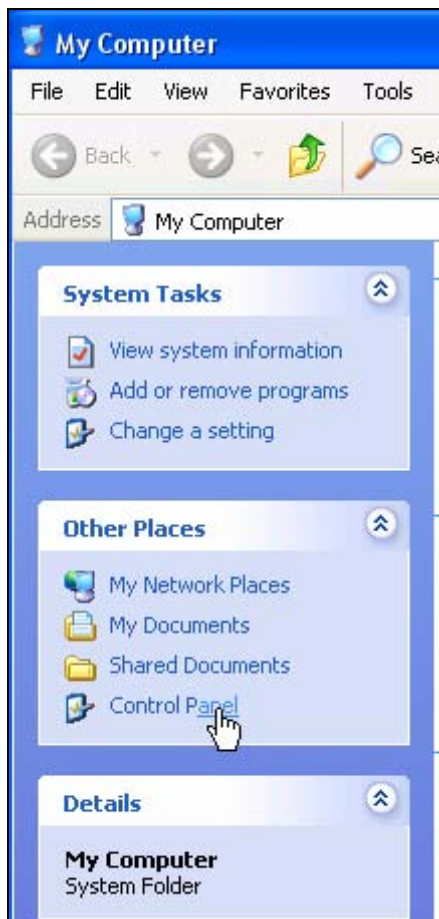 My Computer
File Edit View Favorites Tools
Back
Address My Computer
System Tasks
View system information
Add or remove programs
Change a setting
Other Places
My Network Places
My Documents
Shared Documents
Control Panel
Details
My Computer
System Folder